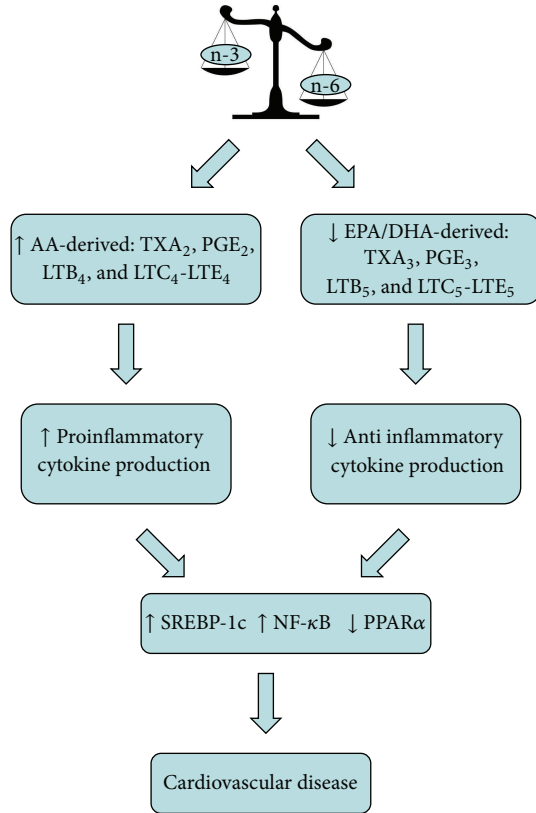 n-3
n-6
↑ AA-derived: TXA₂, PGE₂,
LTB₄, and LTC₄-LTE₄
↓ EPA/DHA-derived:
TXA₃, PGE₃,
LTB₅, and LTC₅-LTE₅
↑ Proinflammatory
cytokine production
↓ Anti inflammatory
cytokine production
↑ SREBP-1c ↑ NF-κB ↓ PPARα
Cardiovascular disease